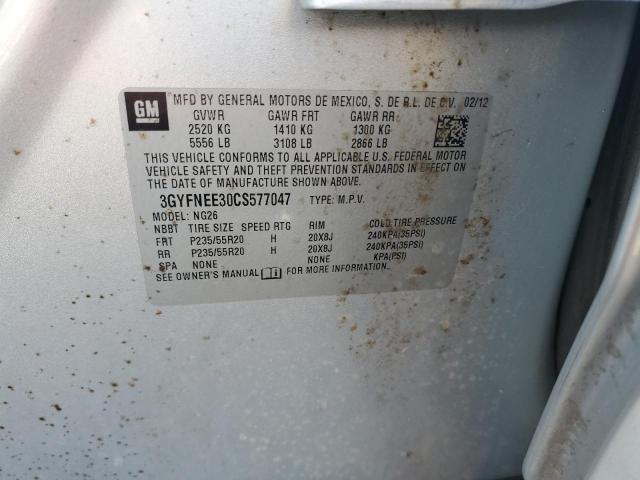 GM
MFD BY GENERAL MOTORS DE MEXICO, S. DE R.L. DE C.V. 02/12
GVWR GAWR FRT GAWR RR
2520 KG 1410 KG 1300 KG
5556 LB 3108 LB 2866 LB
THIS VEHICLE CONFORMS TO ALL APPLICABLE U.S. FEDERAL MOTOR
VEHICLE SAFETY AND THEFT PREVENTION STANDARDS IN EFFECT ON
THE DATE OF MANUFACTURE SHOWN ABOVE.
3GYFNEE30CS577047 TYPE: M.P.V.
MODEL: NG26
NBBT TIRE SIZE SPEED RTG RIM COLD TIRE PRESSURE
FRT P235/55R20 H 20X8J 240KPA(35PSI)
RR P235/55R20 H 20X8J 240KPA(35PSI)
SPA NONE NONE KPA(PSI)
SEE OWNER'S MANUAL FOR MORE INFORMATION.